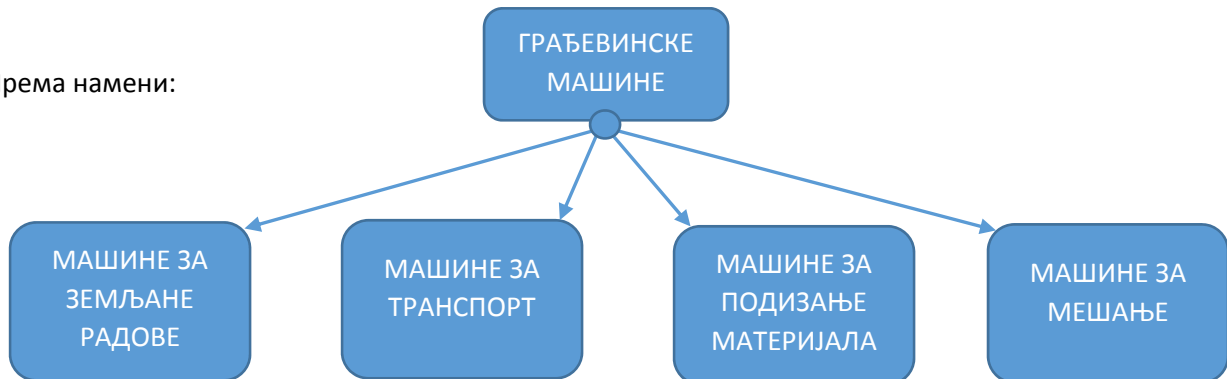 ГРАЂЕВИНСКЕ
МАШИНЕ
рема намени:
МАШИНЕ ЗА
ЗЕМЉАНЕ
РАДОВЕ
МАШИНЕ ЗА
ТРАНСПОРТ
МАШИНЕ ЗА
ПОДИЗАЊЕ
МАТЕРИЈАЛА
МАШИНЕ ЗА
МЕШАЊЕ